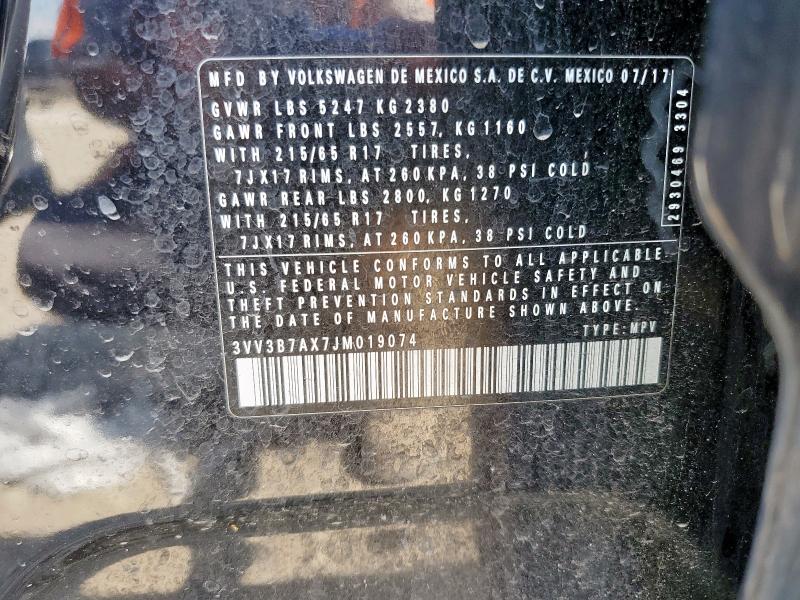 MFD BY VOLKSWAGEN DE MEXICO S.A. DE C.V. MEXICO 07/17
GVWR LBS 5247 KG 2380
GAWR FRONT LBS 2557, KG 1160
WITH 215/65 R17 TIRES,
7JX17 RIMS, AT 260 KPA, 38 PSI COLD
GAWR REAR LBS 2800, KG 1270
WITH 215/65 R17 TIRES,
7JX17 RIMS, AT 260 KPA, 38 PSI COLD
2930469 3304
THIS VEHICLE CONFORMS TO ALL APPLICABLE
U.S. FEDERAL MOTOR VEHICLE SAFETY AND
THEFT PREVENTION STANDARDS IN EFFECT ON
THE DATE OF MANUFACTURE SHOWN ABOVE.
3VV3B7AX7JM019074 TYPE: MPV